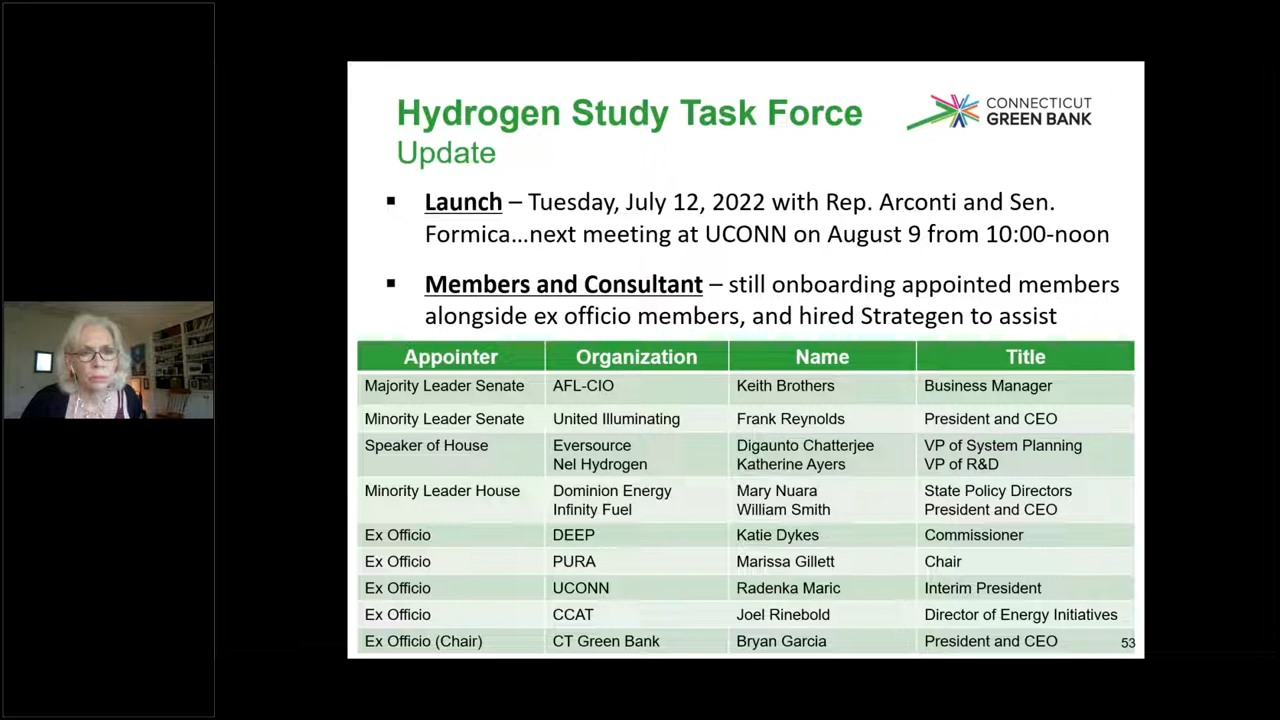 Hydrogen Study Task Force
Update
CONNECTICUT
GREEN BANK
▪ Launch – Tuesday, July 12, 2022 with Rep. Arconti and Sen.
Formica...next meeting at UCONN on August 9 from 10:00-noon
▪ Members and Consultant – still onboarding appointed members
alongside ex officio members, and hired Strategen to assist
Appointer Organization Name Title
Majority Leader Senate AFL-CIO Keith Brothers Business Manager
Minority Leader Senate United Illuminating Frank Reynolds President and CEO
Speaker of House Eversource Digaunto Chatterjee VP of System Planning
Nel Hydrogen Katherine Ayers VP of R&D
Minority Leader House Dominion Energy Mary Nuara State Policy Directors
Infinity Fuel William Smith President and CEO
Ex Officio DEEP Katie Dykes Commissioner
Ex Officio PURA Marissa Gillett Chair
Ex Officio UCONN Radenka Maric Interim President
Ex Officio CCAT Joel Rinebold Director of Energy Initiatives
Ex Officio (Chair) CT Green Bank Bryan Garcia President and CEO
53